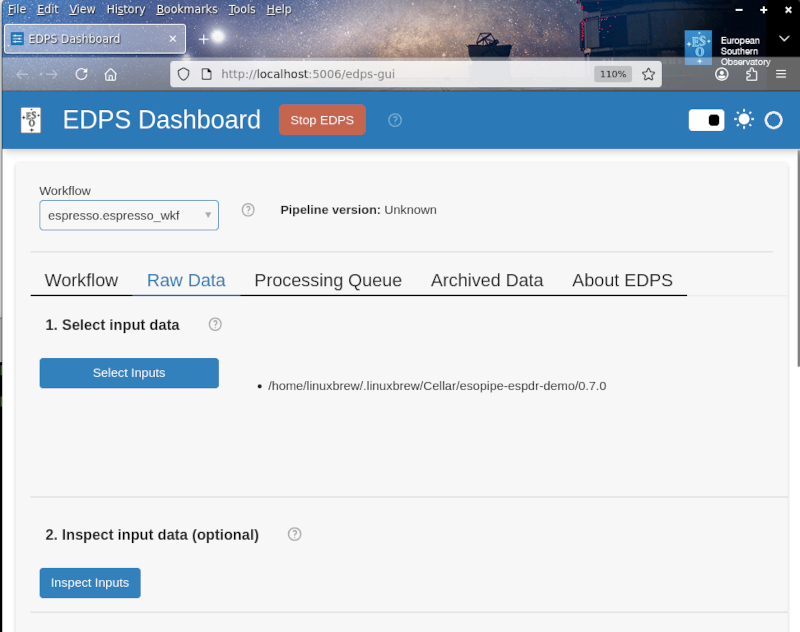 File Edit View History Bookmarks Tools Help
EDPS Dashboard
European
Southern
Observatory
http://localhost:5006/edps-gui
110%
EDPS Dashboard
Stop EDPS
Workflow
espresso.espresso_wkf
Pipeline version: Unknown
Workflow Raw Data Processing Queue Archived Data About EDPS
1. Select input data
Select Inputs
/home/linuxbrew/.linuxbrew/Cellar/esopipe-espdr-demo/0.7.0
2. Inspect input data (optional)
Inspect Inputs